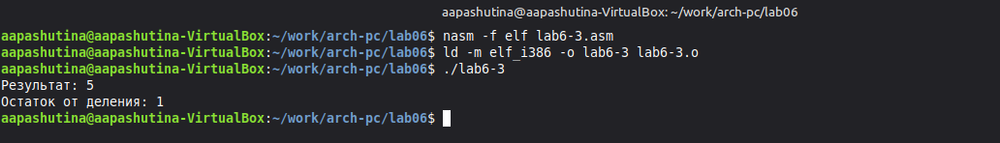 aapashutina@aapashutina-VirtualBox: ~/work/arch-pc/lab06
aapashutina@aapashutina-VirtualBox:~/work/arch-pc/lab06$ nasm -f elf lab6-3.asm
aapashutina@aapashutina-VirtualBox:~/work/arch-pc/lab06$ ld -m elf_i386 -o lab6-3 lab6-3.o
aapashutina@aapashutina-VirtualBox:~/work/arch-pc/lab06$ ./lab6-3
Результат: 5
Остаток от деления: 1
aapashutina@aapashutina-VirtualBox:~/work/arch-pc/lab06$